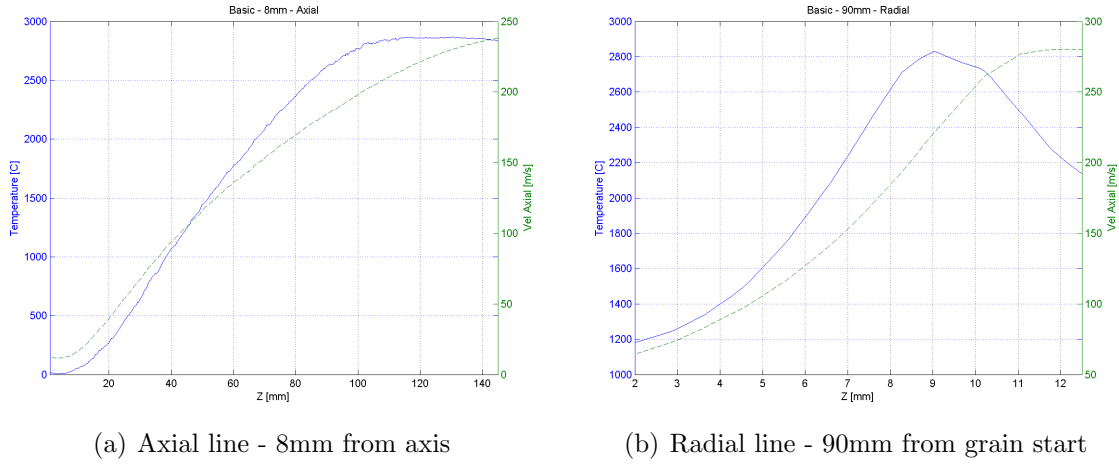 Basic - 8mm - Axial
3000
2500
2000
1500
1000
500
0
Temperature [C]
250
200
150
100
50
0
Vel Axial [m/s]
20 40 60 80 100 120 140
Z [mm]
(a) Axial line - 8mm from axis
Basic - 90mm - Radial
3000
2800
2600
2400
2200
2000
1800
1600
1400
1200
1000
Temperature [C]
300
250
200
150
100
50
Vel Axial [m/s]
2 3 4 5 6 7 8 9 10 11 12
Z [mm]
(b) Radial line - 90mm from grain start